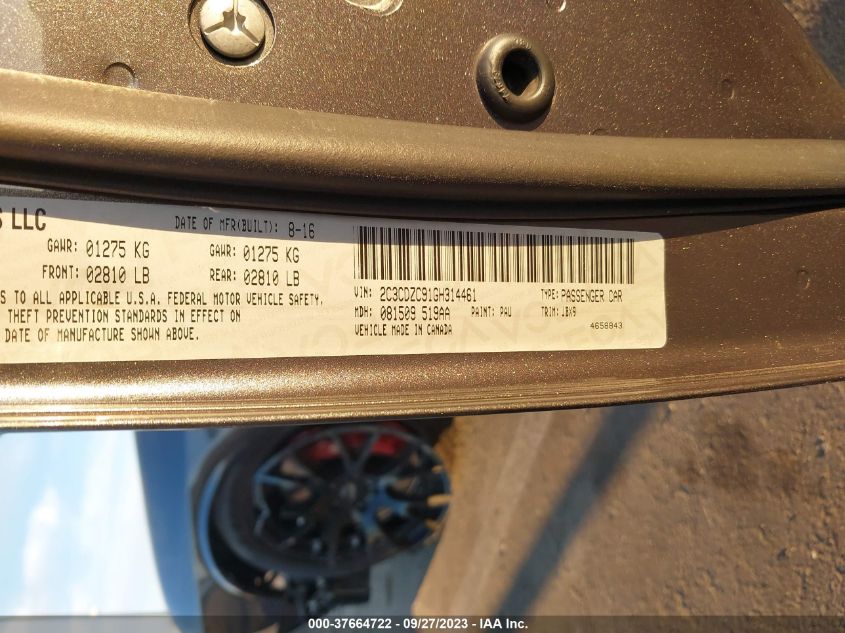 S LLC
DATE OF MFR(BUILT): 8-16
GAWR: 01275 KG GAWR: 01275 KG
FRONT: 02810 LB REAR: 02810 LB
S TO ALL APPLICABLE U.S.A. FEDERAL MOTOR VEHICLE SAFETY,
THEFT PREVENTION STANDARDS IN EFFECT ON
DATE OF MANUFACTURE SHOWN ABOVE.
VIN: 2C3CDZC91GH314461 TYPE: PASSENGER CAR
MDH: 081509 519AA PAINT: PAU TRIM: JBX9
VEHICLE MADE IN CANADA 4658843
000-37664722 - 09/27/2023 - IAA Inc.